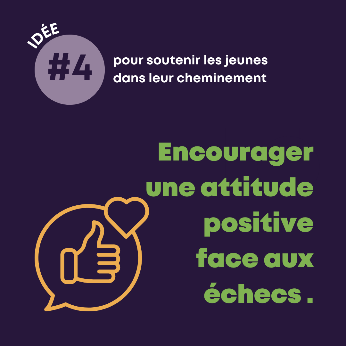 IDÉE
#4
pour soutenir les jeunes
dans leur cheminement
Encourager
une attitude
positive
face aux
échecs .